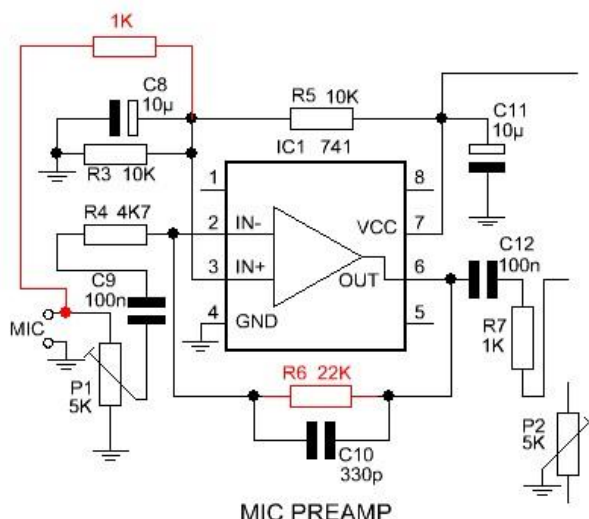 1K
C8
10µ
R5 10K
C11
10µ
R3 10K
IC1 741
1
8
R4 4K7
2
IN-
VCC
7
C12
100n
C9
100n
3
IN+
OUT
6
MIC
4
GND
5
R7
1K
P1
5K
R6 22K
P2
5K
C10
330p
MIC PREAMP